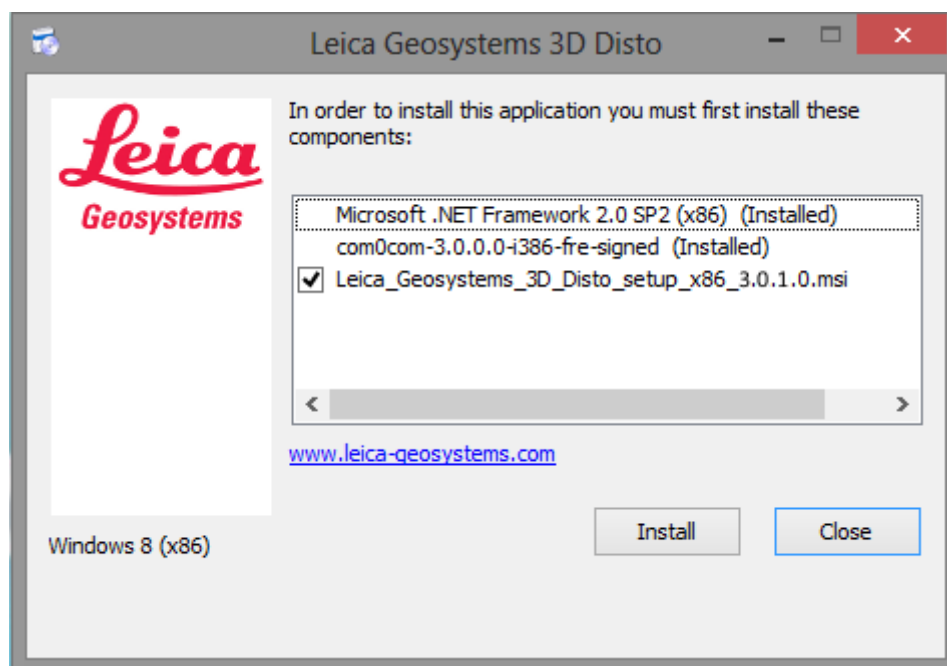 Leica Geosystems 3D Disto
Leica
Geosystems
In order to install this application you must first install these
components:
Microsoft .NET Framework 2.0 SP2 (x86) (Installed)
com0com-3.0.0.0-i386-fre-signed (Installed)
Leica_Geosystems_3D_Disto_setup_x86_3.0.1.0.msi
www.leica-geosystems.com
Windows 8 (x86)
Install
Close